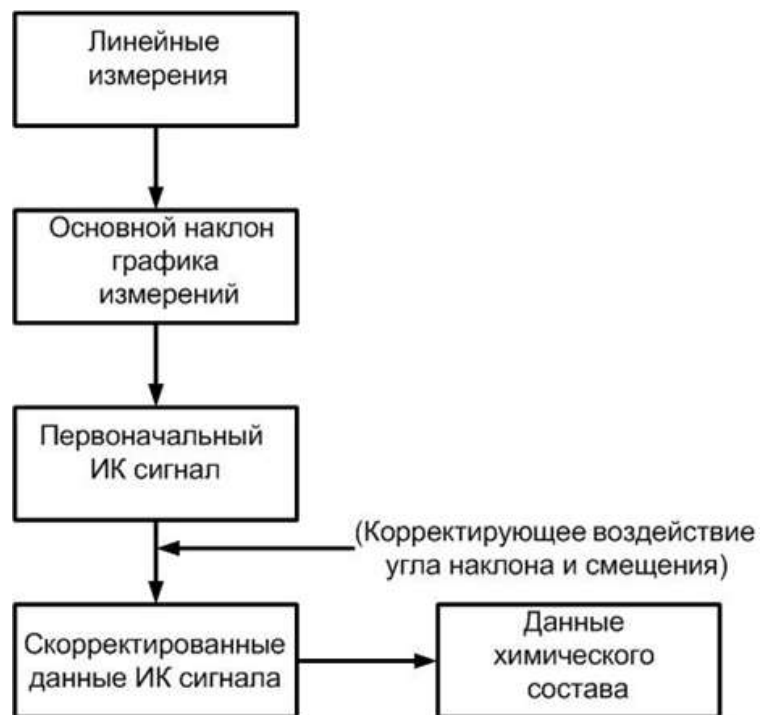 Линейные
измерения
Основной наклон
графика
измерений
Первоначальный
ИК сигнал
(Корректирующее воздействие
угла наклона и смещения)
Скорректированные
данные ИК сигнала
Данные
химического
состава